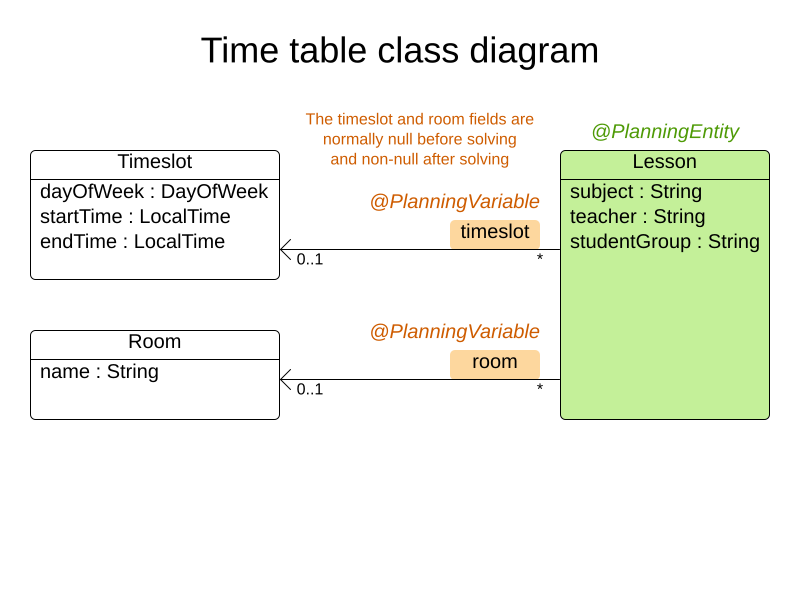 Time table class diagram
The timeslot and room fields are
normally null before solving
and non-null after solving
@PlanningEntity
Timeslot
dayOfWeek : DayOfWeek
startTime : LocalTime
endTime : LocalTime
@PlanningVariable
timeslot
0..1
*
Lesson
subject : String
teacher : String
studentGroup : String
Room
name : String
@PlanningVariable
room
0..1
*